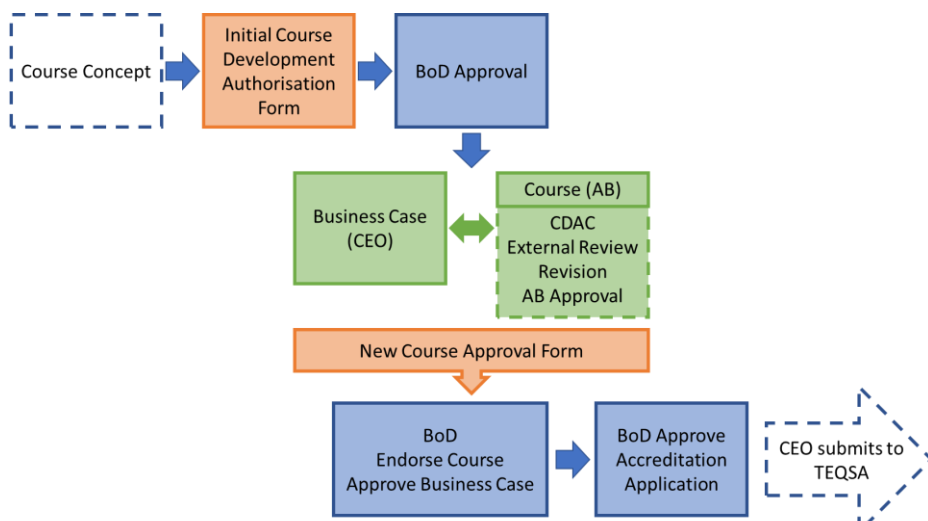 Course Concept
Initial Course
Development
Authorisation
Form
BoD Approval
Business Case
(CEO)
Course (AB)
CDAC
External Review
Revision
AB Approval
New Course Approval Form
BoD
Endorse Course
Approve Business Case
BoD Approve
Accreditation
Application
CEO submits to
TEQSA